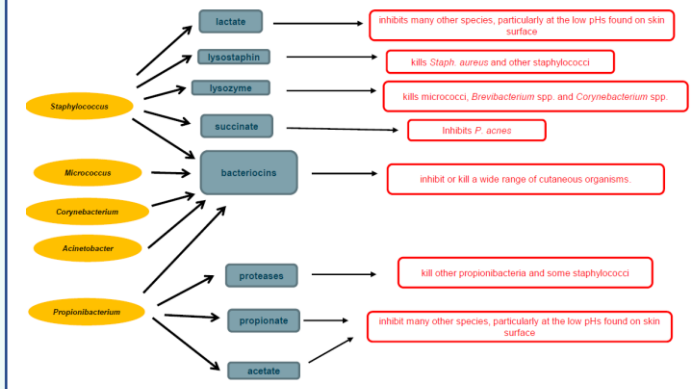 lactate
inhibits many other species, particularly at the low pHs found on skin
surface
lysostaphin
kills Staph. aureus and other staphylococci
lysozyme
kills micrococci, Brevibacterium spp. and Corynebacterium spp.
Staphylococcus
succinate
Inhibits P. acnes
Micrococcus
bacteriocins
inhibit or kill a wide range of cutaneous organisms.
Corynebacterium
Acinetobacter
proteases
kill other propionibacteria and some staphylococci
Propionibacterium
propionate
inhibit many other species, particularly at the low pHs found on skin
surface
acetate